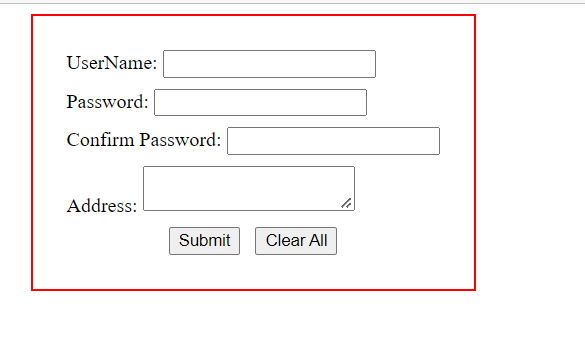 UserName:
Password:
Confirm Password:
Address:
Submit Clear All